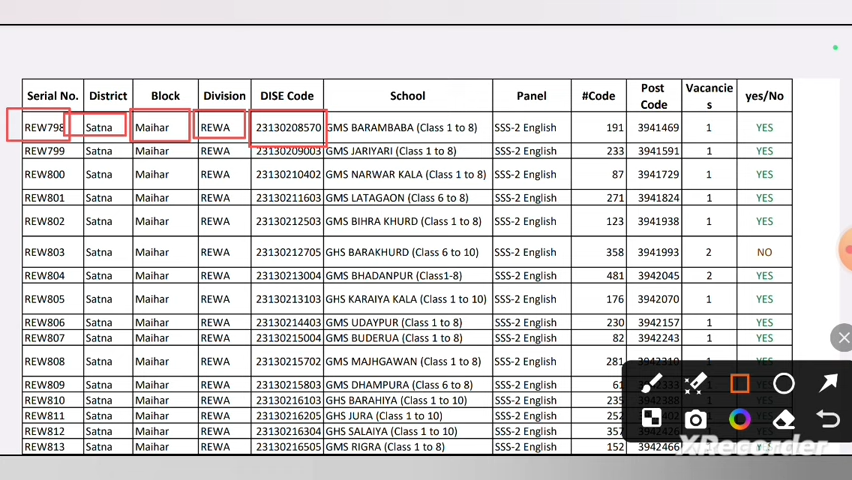 Serial No. District Block Division DISE Code School Panel #Code Post Code Vacancies yes/No
REW798 Satna Maihar REWA 23130208570 GMS BARAMBABA (Class 1 to 8) SSS-2 English 191 3941469 1 YES
REW799 Satna Maihar REWA 23130209003 GMS JARIYARI (Class 1 to 8) SSS-2 English 233 3941591 1 YES
REW800 Satna Maihar REWA 23130210402 GMS NARWAR KALA (Class 1 to 8) SSS-2 English 87 3941729 1 YES
REW801 Satna Maihar REWA 23130211603 GMS LATAGAON (Class 6 to 8) SSS-2 English 271 3941824 1 YES
REW802 Satna Maihar REWA 23130212503 GMS BIHRA KHURD (Class 1 to 8) SSS-2 English 123 3941938 1 YES
REW803 Satna Maihar REWA 23130212705 GHS BARAKHURD (Class 6 to 10) SSS-2 English 358 3941993 2 NO
REW804 Satna Maihar REWA 23130213004 GMS BHADANPUR (Class1-8) SSS-2 English 481 3942045 2 YES
REW805 Satna Maihar REWA 23130213103 GHS KARAIYA KALA (Class 1 to 10) SSS-2 English 176 3942070 1 YES
REW806 Satna Maihar REWA 23130214403 GMS UDAYPUR (Class 1 to 8) SSS-2 English 230 3942157 1 YES
REW807 Satna Maihar REWA 23130215004 GMS BUDERUA (Class 1 to 8) SSS-2 English 82 3942243 1 YES
REW808 Satna Maihar REWA 23130215702 GMS MAJHGAWAN (Class 1 to 8) SSS-2 English 281
REW809 Satna Maihar REWA 23130215803 GMS DHAMPURA (Class 6 to 8) SSS-2 English 61
REW810 Satna Maihar REWA 23130216103 GHS BARAHIYA (Class 1 to 10) SSS-2 English 235
REW811 Satna Maihar REWA 23130216205 GHS JURA (Class 1 to 10) SSS-2 English 252
REW812 Satna Maihar REWA 23130216304 GHS SALAIYA (Class 1 to 10) SSS-2 English 357
REW813 Satna Maihar REWA 23130216505 GMS RIGRA (Class 1 to 8) SSS-2 English 152 3942466
XRecorder